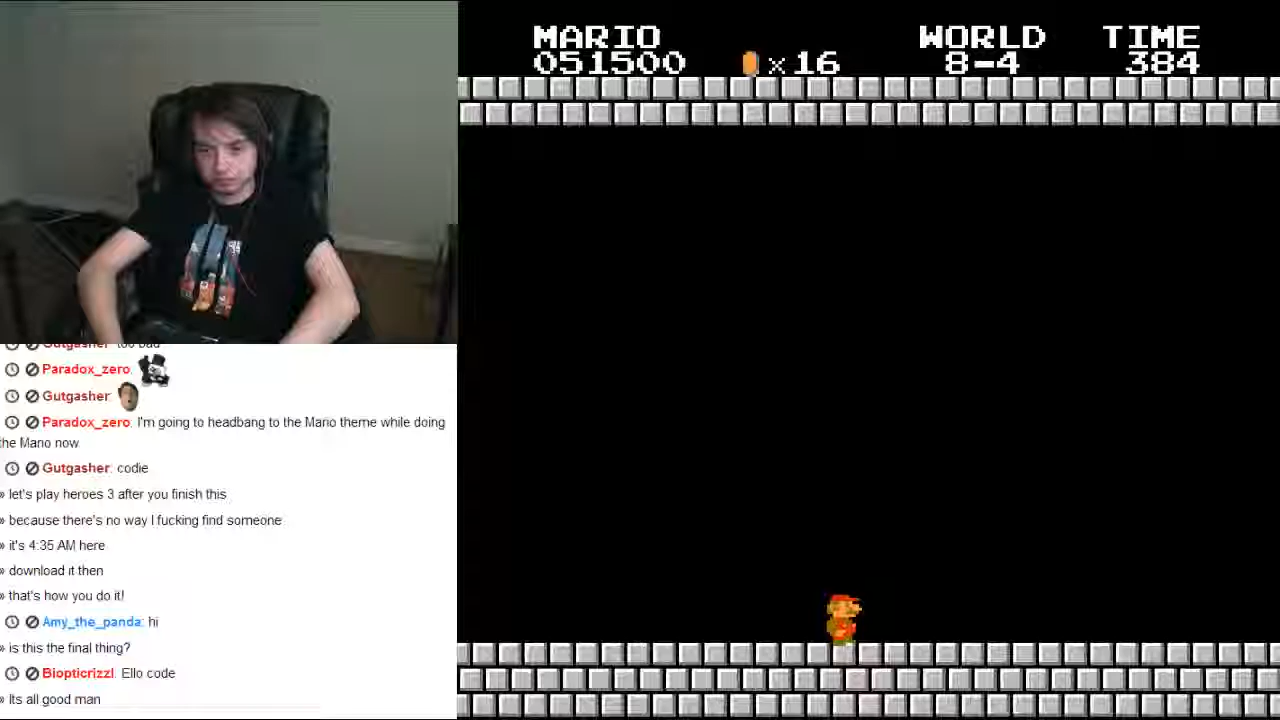 MARIO WORLD TIME
051500 ×16 8-4 384
Gutgasher: too bad
Paradox_zero:
Gutgasher:
Paradox_zero: I'm going to headbang to the Mario theme while doing
the Mario now
Gutgasher: codie
» let's play heroes 3 after you finish this
» because there's no way I fucking find someone
» it's 4:35 AM here
» download it then
» that's how you do it!
Amy_the_panda: hi
» is this the final thing?
Biopticrizzl: Ello code
» Its all good man